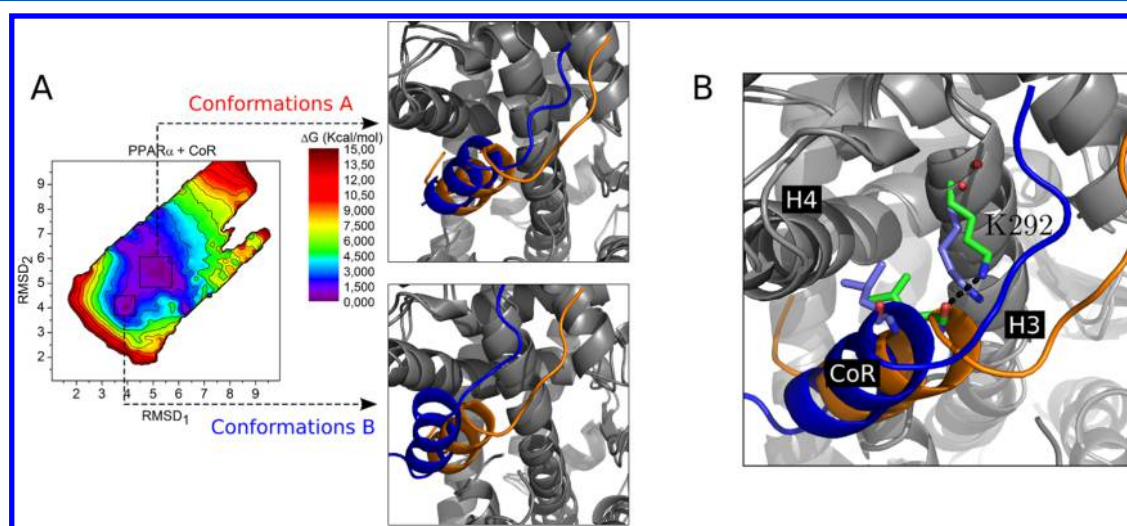 A
Conformations A
PPARα + CoR
RMSD₂
9
8
7
6
5
4
3
2
2 3 4 5 6 7 8 9
RMSD₁
ΔG (Kcal/mol)
15,00
13,50
12,00
10,50
9,000
7,500
6,000
4,500
3,000
1,500
0,000
Conformations B
B
H4
K292
H3
CoR